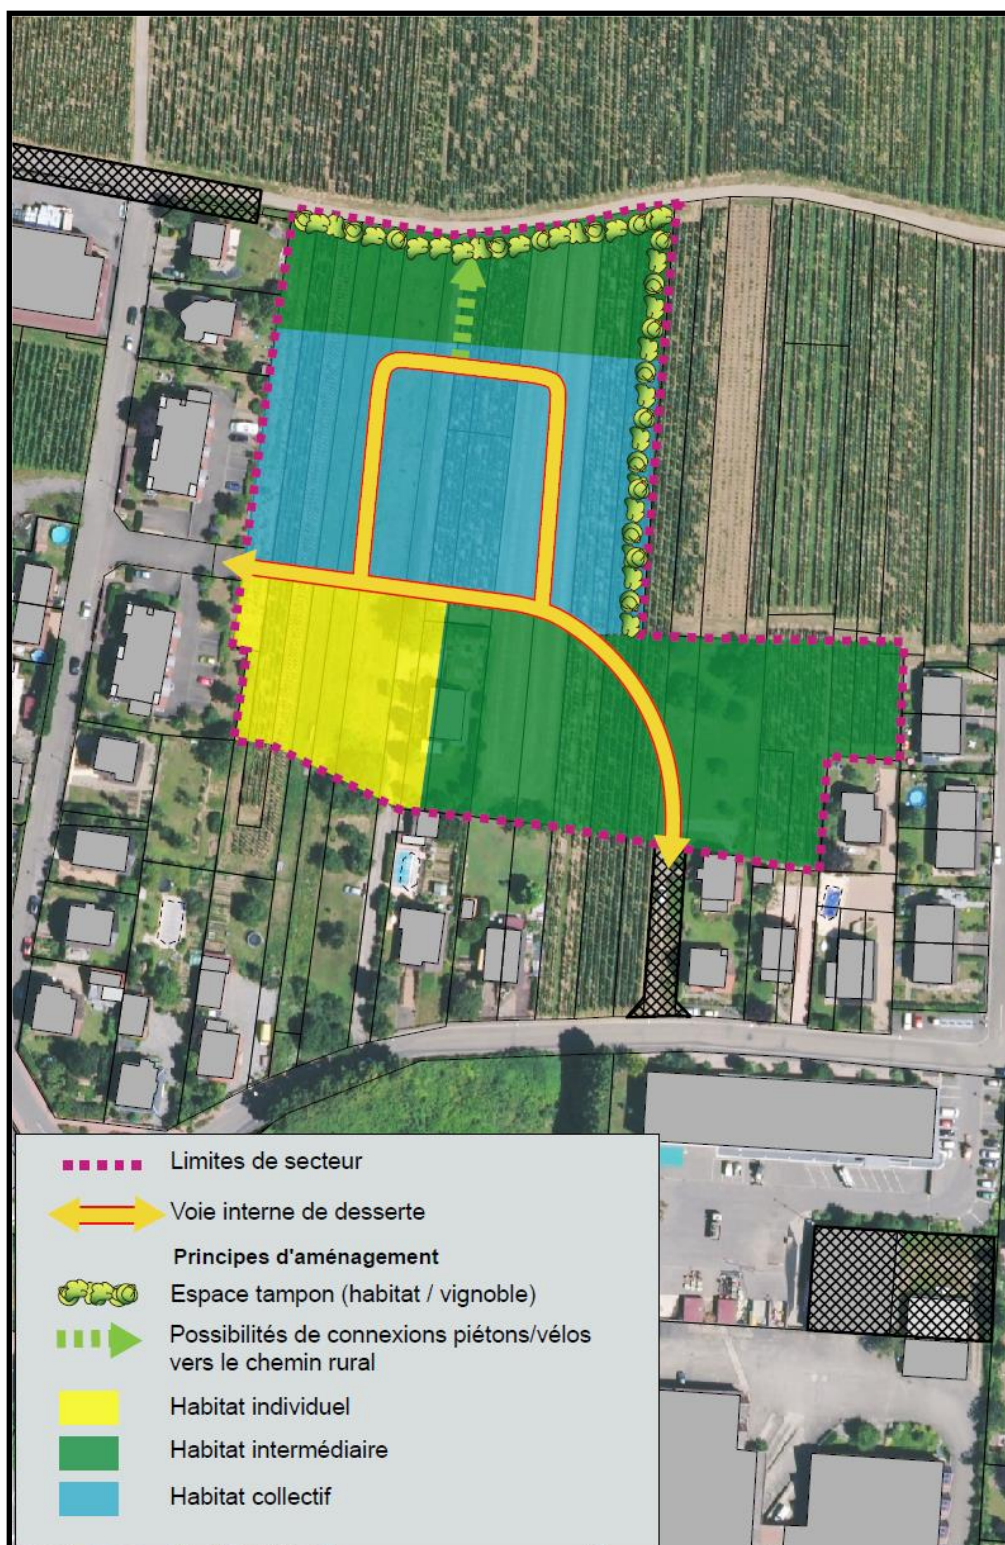 Limites de secteur
Voie interne de desserte
Principes d'aménagement
Espace tampon (habitat / vignoble)
Possibilités de connexions piétons/vélos
vers le chemin rural
Habitat individuel
Habitat intermédiaire
Habitat collectif